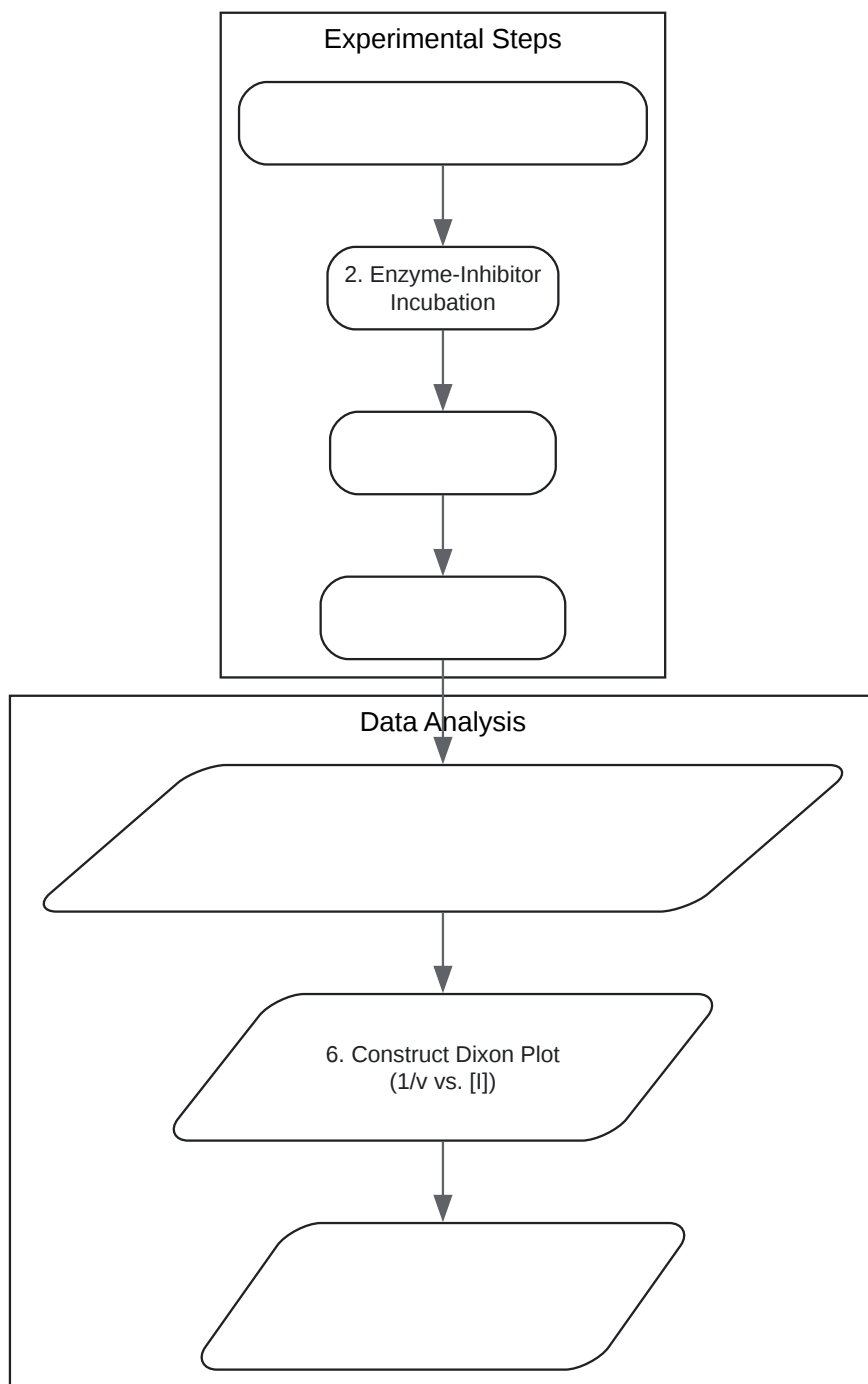 Experimental Steps
2. Enzyme-Inhibitor
Incubation
Data Analysis
6. Construct Dixon Plot
(1/v vs. [I])